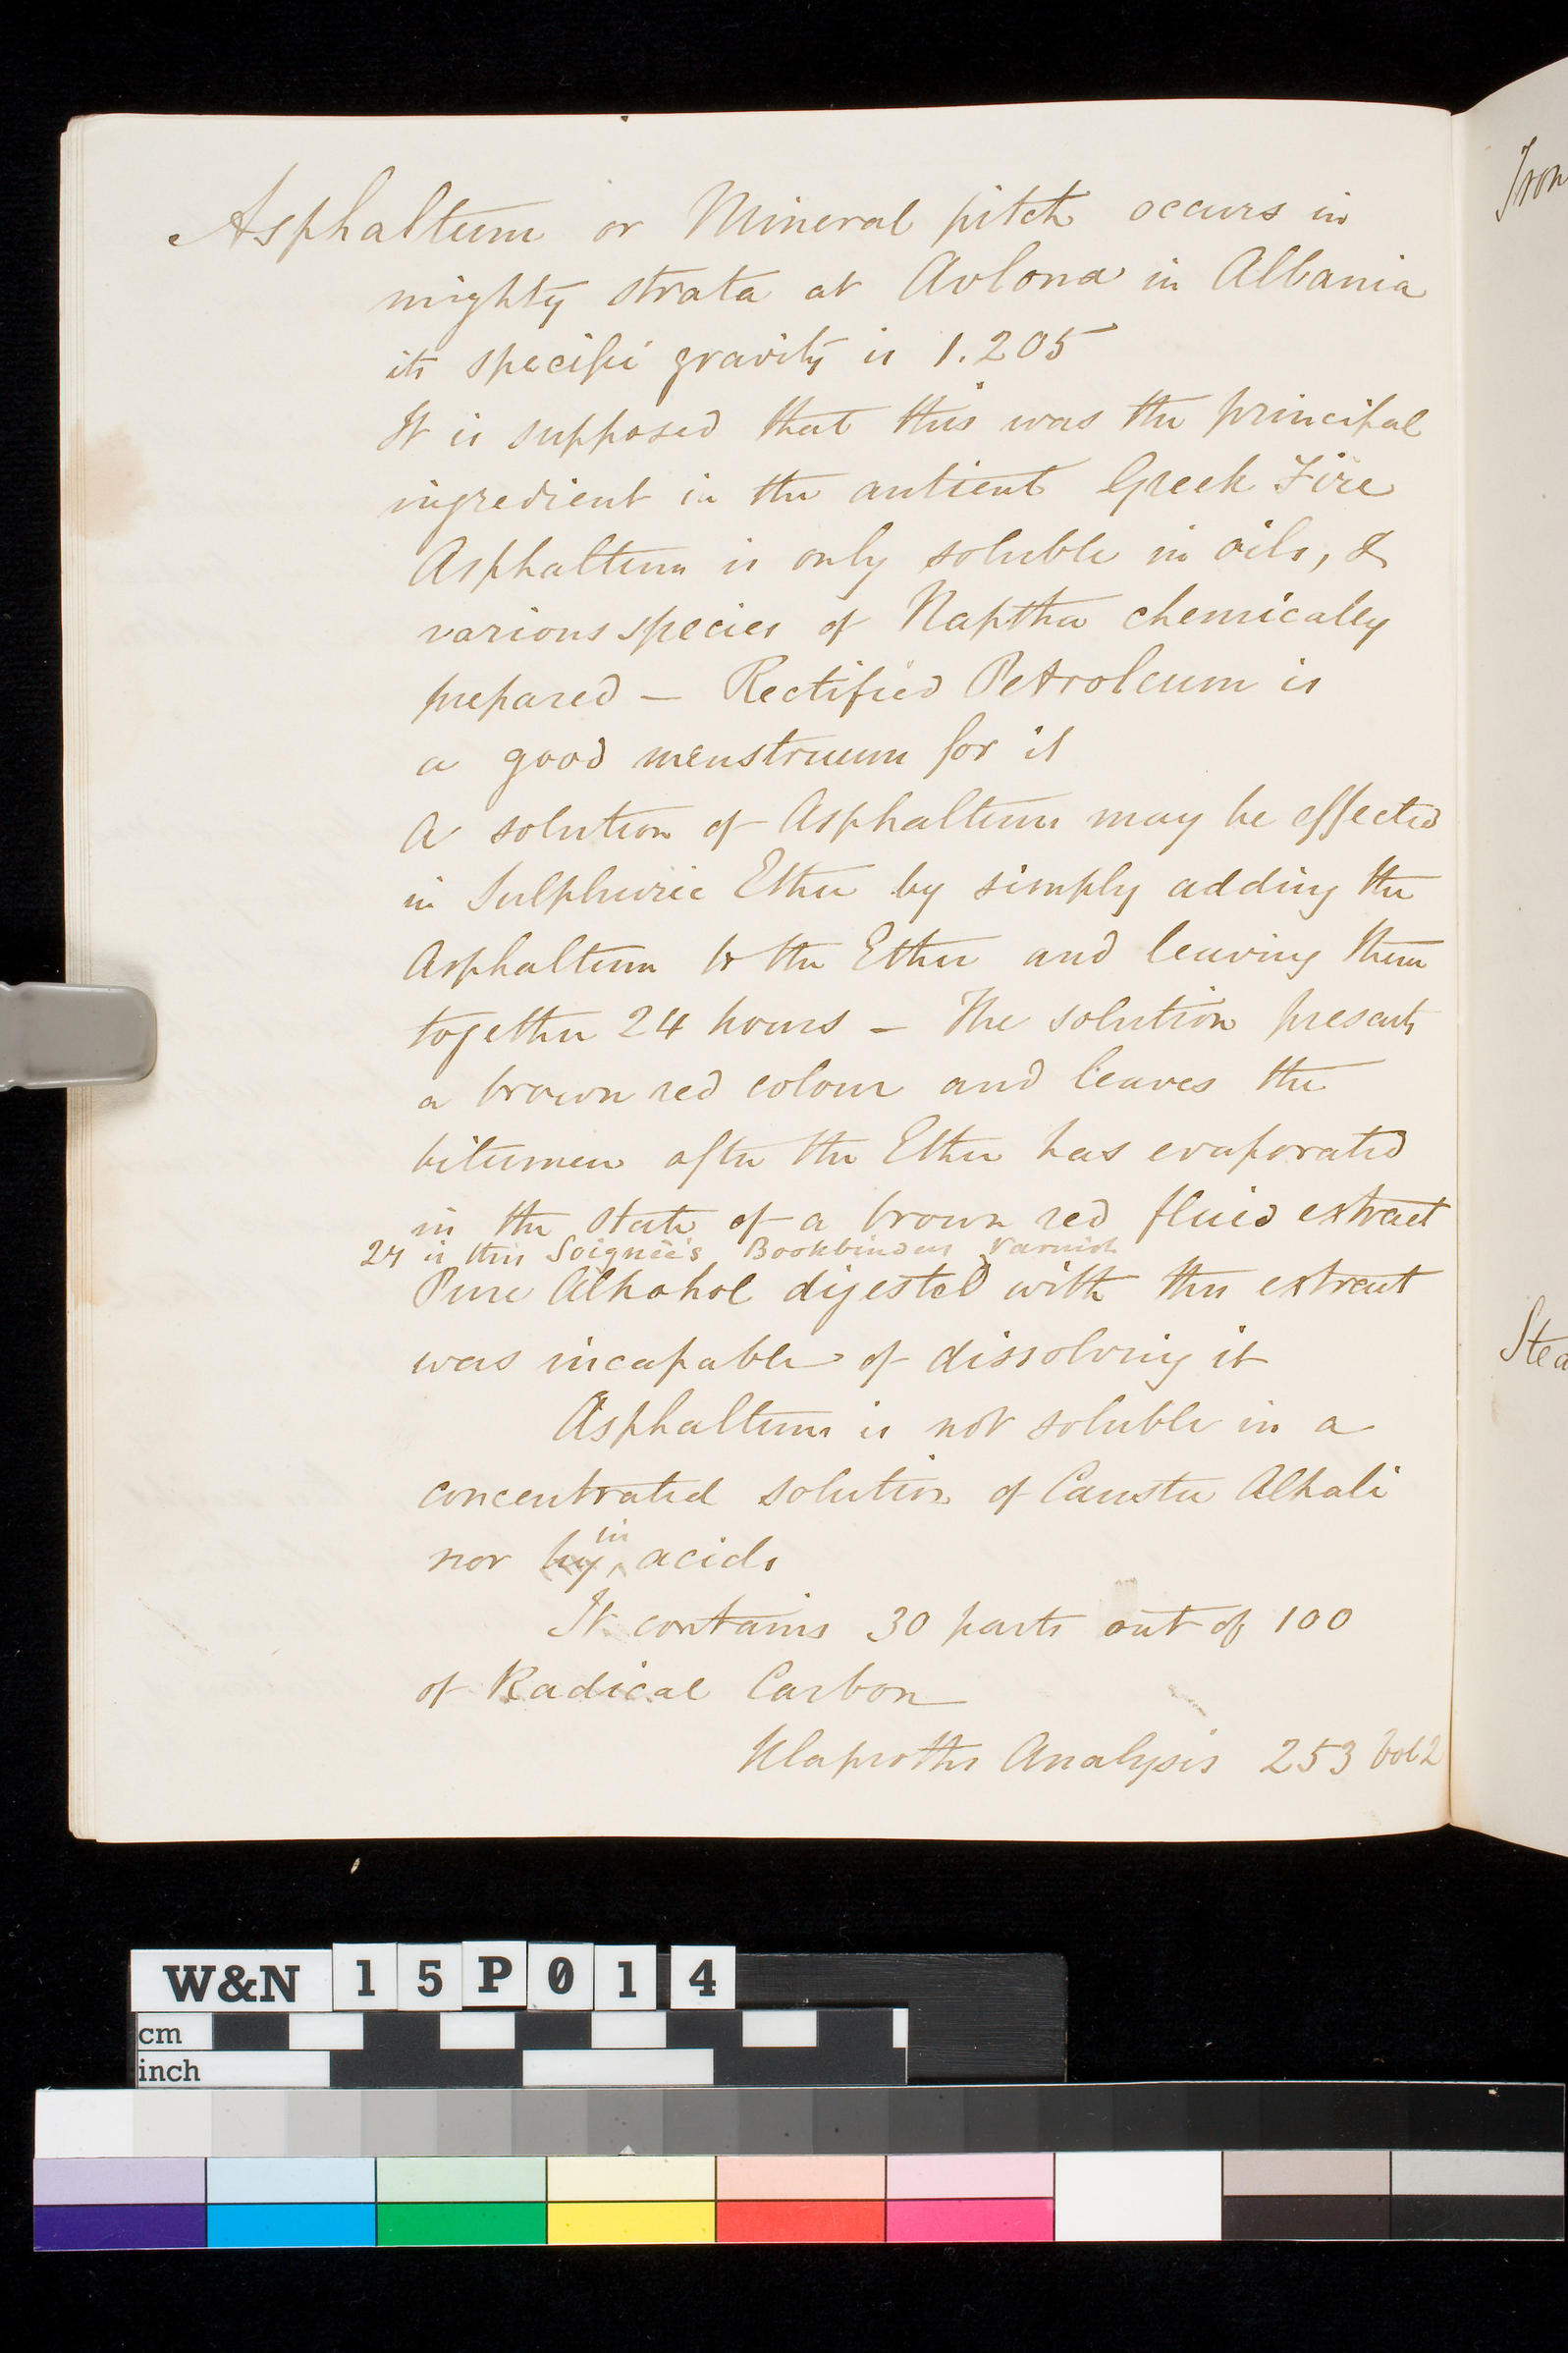 Asphaltum or Mineral pitch occurs in
mighty strata at Avlona in Albania
its specific gravity is 1.205
It is supposed that this was the principal
ingredient in the antient Greek Fire
Asphaltum is only soluble in oils, &
various species of Naptha chemically
prepared — Rectified Petroleum is
a good menstruum for it
A solution of Asphaltum may be effected
in Sulphuric Ether by simply adding the
Asphaltum to the Ether and leaving them
together 24 hours — The solution presents
a brown red colour and leaves the
bitumen after the Ether has evaporated
in the state of a brown red fluid extract
is this Soigneè's Bookbinders Varnish
Pure Alkohol digested with this extract
was incapable of dissolving it
Asphaltum is not soluble in a
concentrated solution of Caustic Alkali
nor by in acids
It contains 30 parts out of 100
of Radical Carbon
Klaproths Analysis 253 Vol 2
Iron
Stea
W&N 15P014
cm
inch